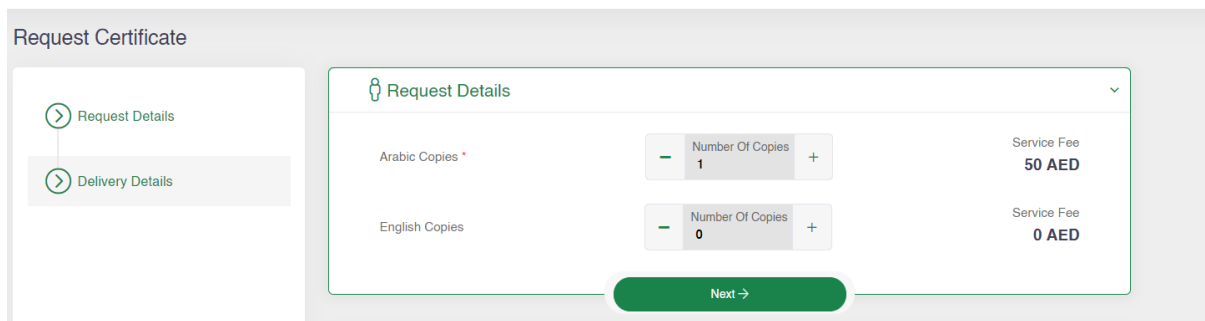 Request Certificate
Request Details
Delivery Details
Request Details
Arabic Copies *
Number Of Copies
1
Service Fee
50 AED
English Copies
Number Of Copies
0
Service Fee
0 AED
Next →